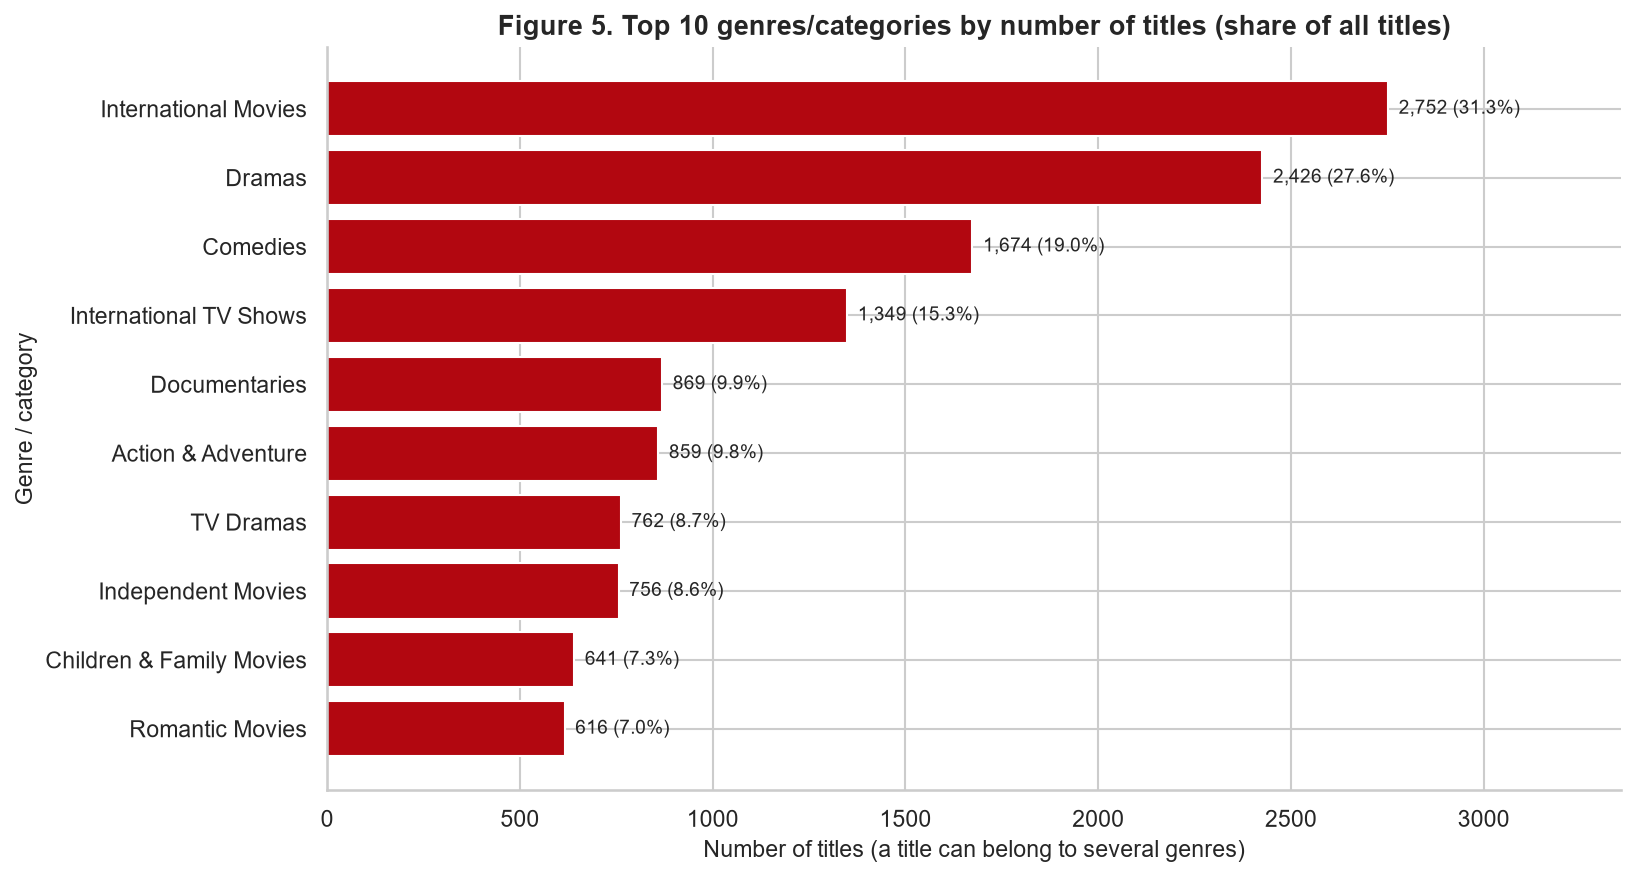 Figure 5. Top 10 genres/categories by number of titles (share of all titles)
Genre / category
International Movies 2,752 (31.3%)
Dramas 2,426 (27.6%)
Comedies 1,674 (19.0%)
International TV Shows 1,349 (15.3%)
Documentaries 869 (9.9%)
Action & Adventure 859 (9.8%)
TV Dramas 762 (8.7%)
Independent Movies 756 (8.6%)
Children & Family Movies 641 (7.3%)
Romantic Movies 616 (7.0%)
0 500 1000 1500 2000 2500 3000
Number of titles (a title can belong to several genres)